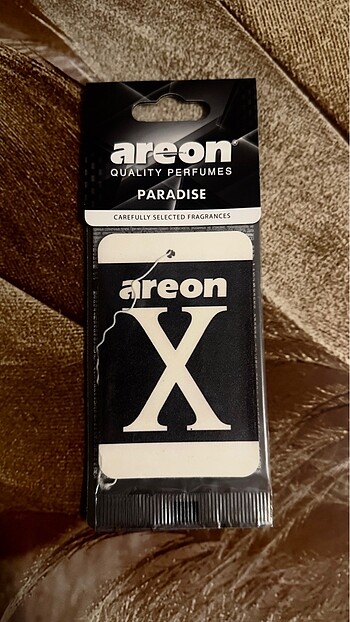 areon®
QUALITY PERFUMES
PARADISE
CAREFULLY SELECTED FRAGRANCES
areon
X